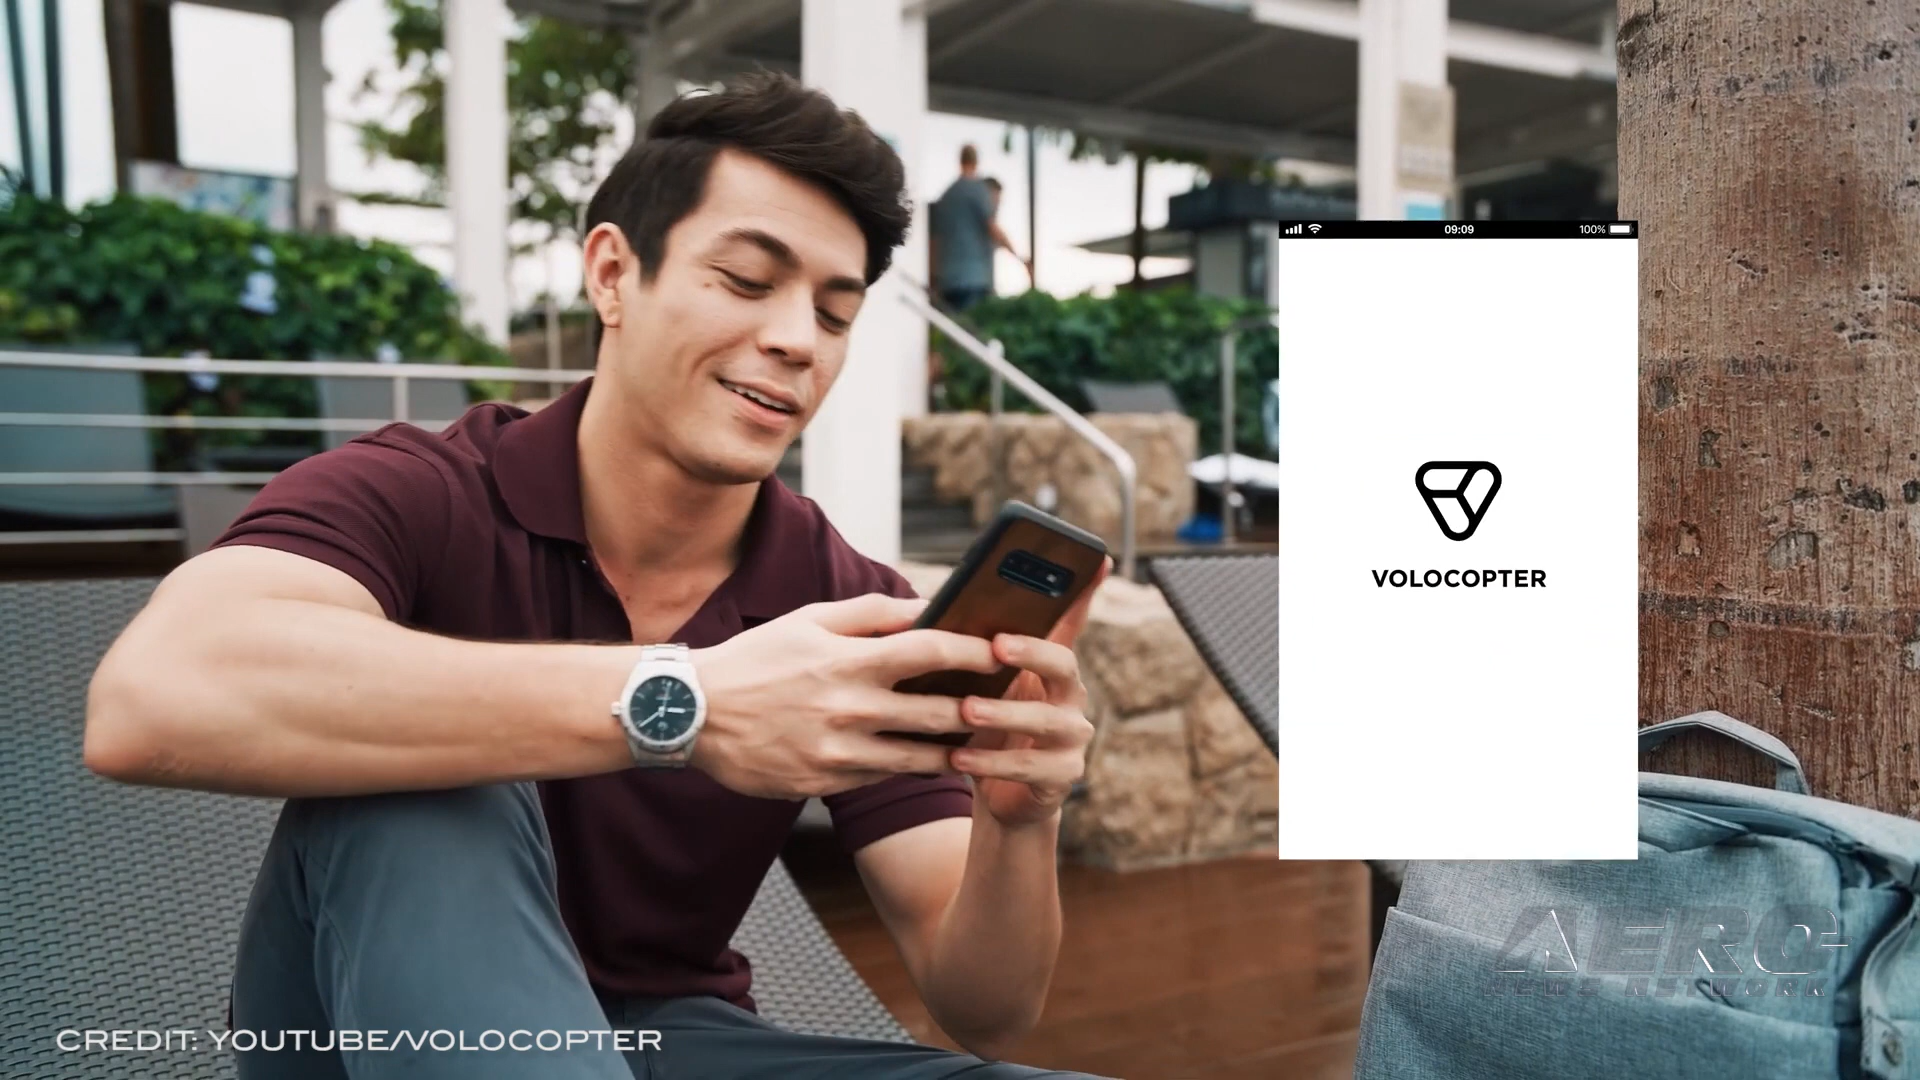 09:09
100%
VOLOCOPTER
AERO
NEWS NETWORK
CREDIT: YOUTUBE/VOLOCOPTER